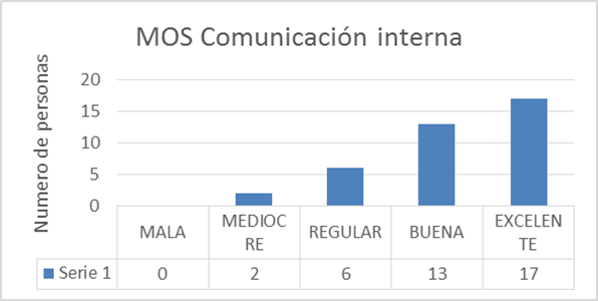 MOS Comunicación interna
Numero de personas
20
15
10
5
0
MALA MEDIOC REGULAR BUENA EXCELEN
RE TE
Serie 1 0 2 6 13 17